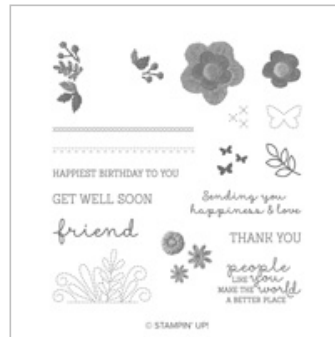 HAPPIEST BIRTHDAY TO YOU
GET WELL SOON
Sending you
happiness & love
friend
THANK YOU
people
LIKE you
MAKE THE world
A BETTER PLACE
© STAMPIN' UP!